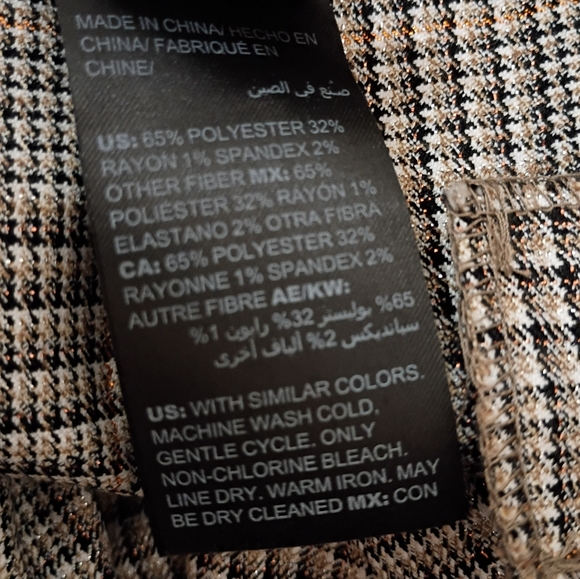 MADE IN CHINA/ HECHO EN
CHINA/ FABRIQUÉ EN
CHINE/
صنع في الصين
US: 65% POLYESTER 32%
RAYON 1% SPANDEX 2%
OTHER FIBER MX: 65%
POLIESTER 32% RAYÓN 1%
ELASTANO 2% OTRA FIBRA
CA: 65% POLYESTER 32%
RAYONNE 1% SPANDEX 2%
AUTRE FIBRE AE/KW:
65% بوليستر 32% رايون 1%
سباندیکس 2% ألياف أخرى
US: WITH SIMILAR COLORS.
MACHINE WASH COLD,
GENTLE CYCLE. ONLY
NON-CHLORINE BLEACH.
LINE DRY. WARM IRON. MAY
BE DRY CLEANED MX: CON